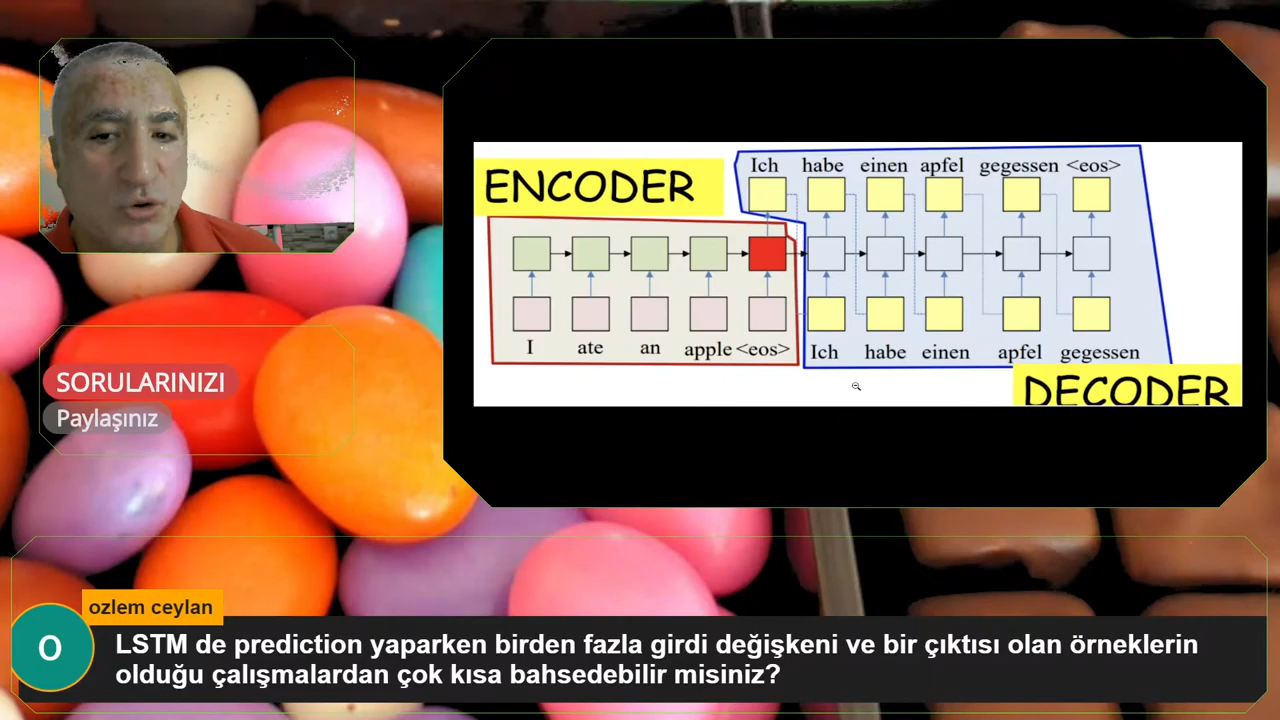 ENCODER
Ich habe einen apfel gegessen <eos>
I ate an apple <eos>
Ich habe einen apfel gegessen
DECODER
SORULARINIZI
Paylaşınız
ozlem ceylan
O
LSTM de prediction yaparken birden fazla girdi değişkeni ve bir çıktısı olan örneklerin
olduğu çalışmalardan çok kısa bahsedebilir misiniz?